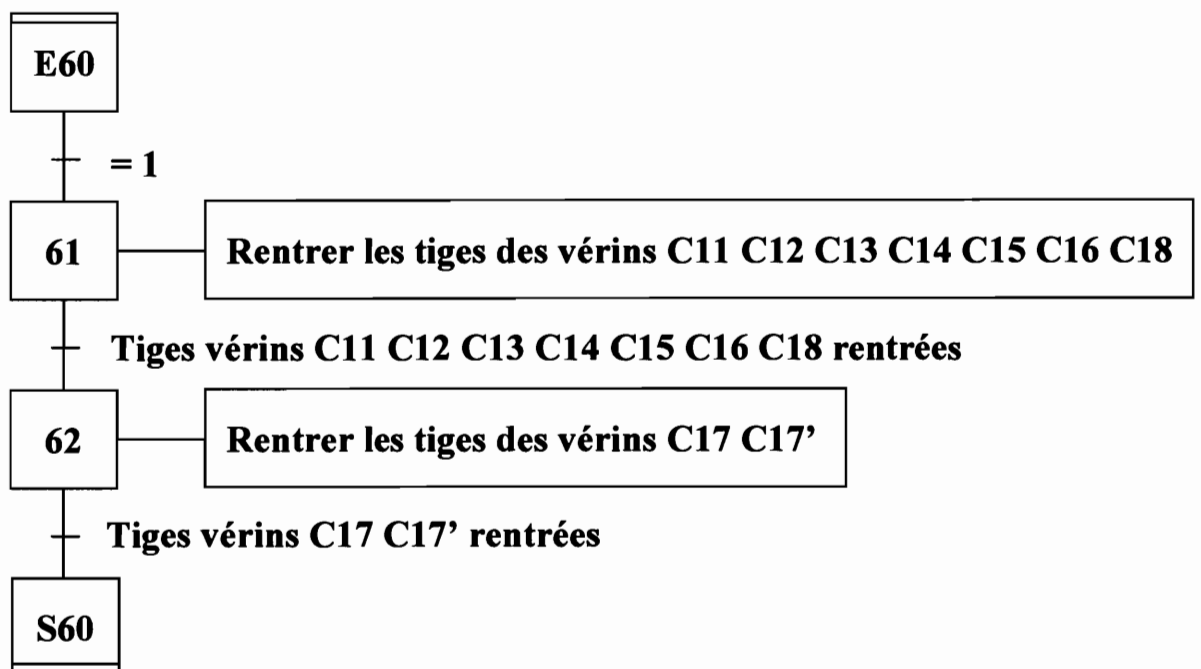 E60
= 1
61 Rentrer les tiges des vérins C11 C12 C13 C14 C15 C16 C18
Tiges vérins C11 C12 C13 C14 C15 C16 C18 rentrées
62 Rentrer les tiges des vérins C17 C17’
Tiges vérins C17 C17’ rentrées
S60